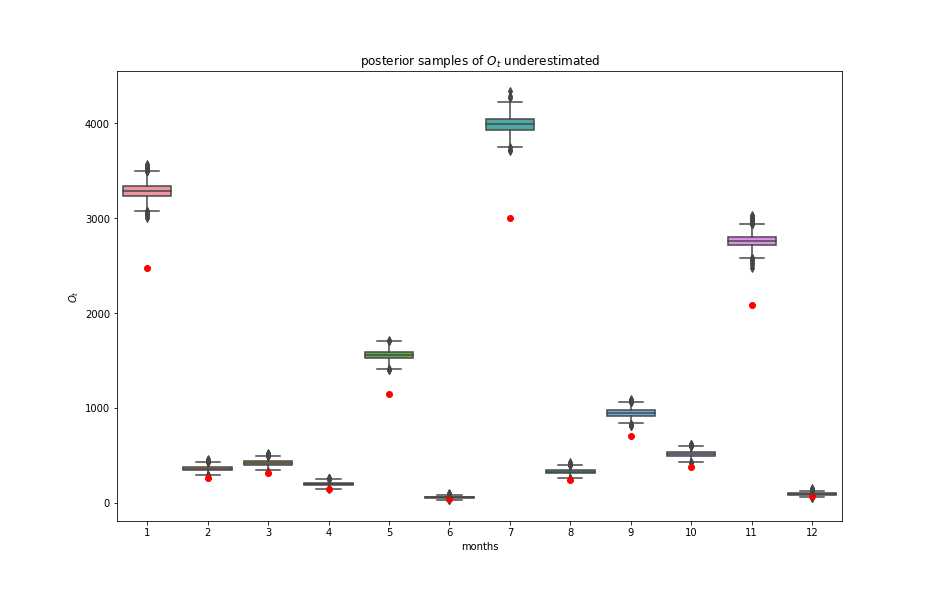 posterior samples of $O_t$ underestimated
4000
3000
2000
1000
0
$O_t$
1 2 3 4 5 6 7 8 9 10 11 12
months